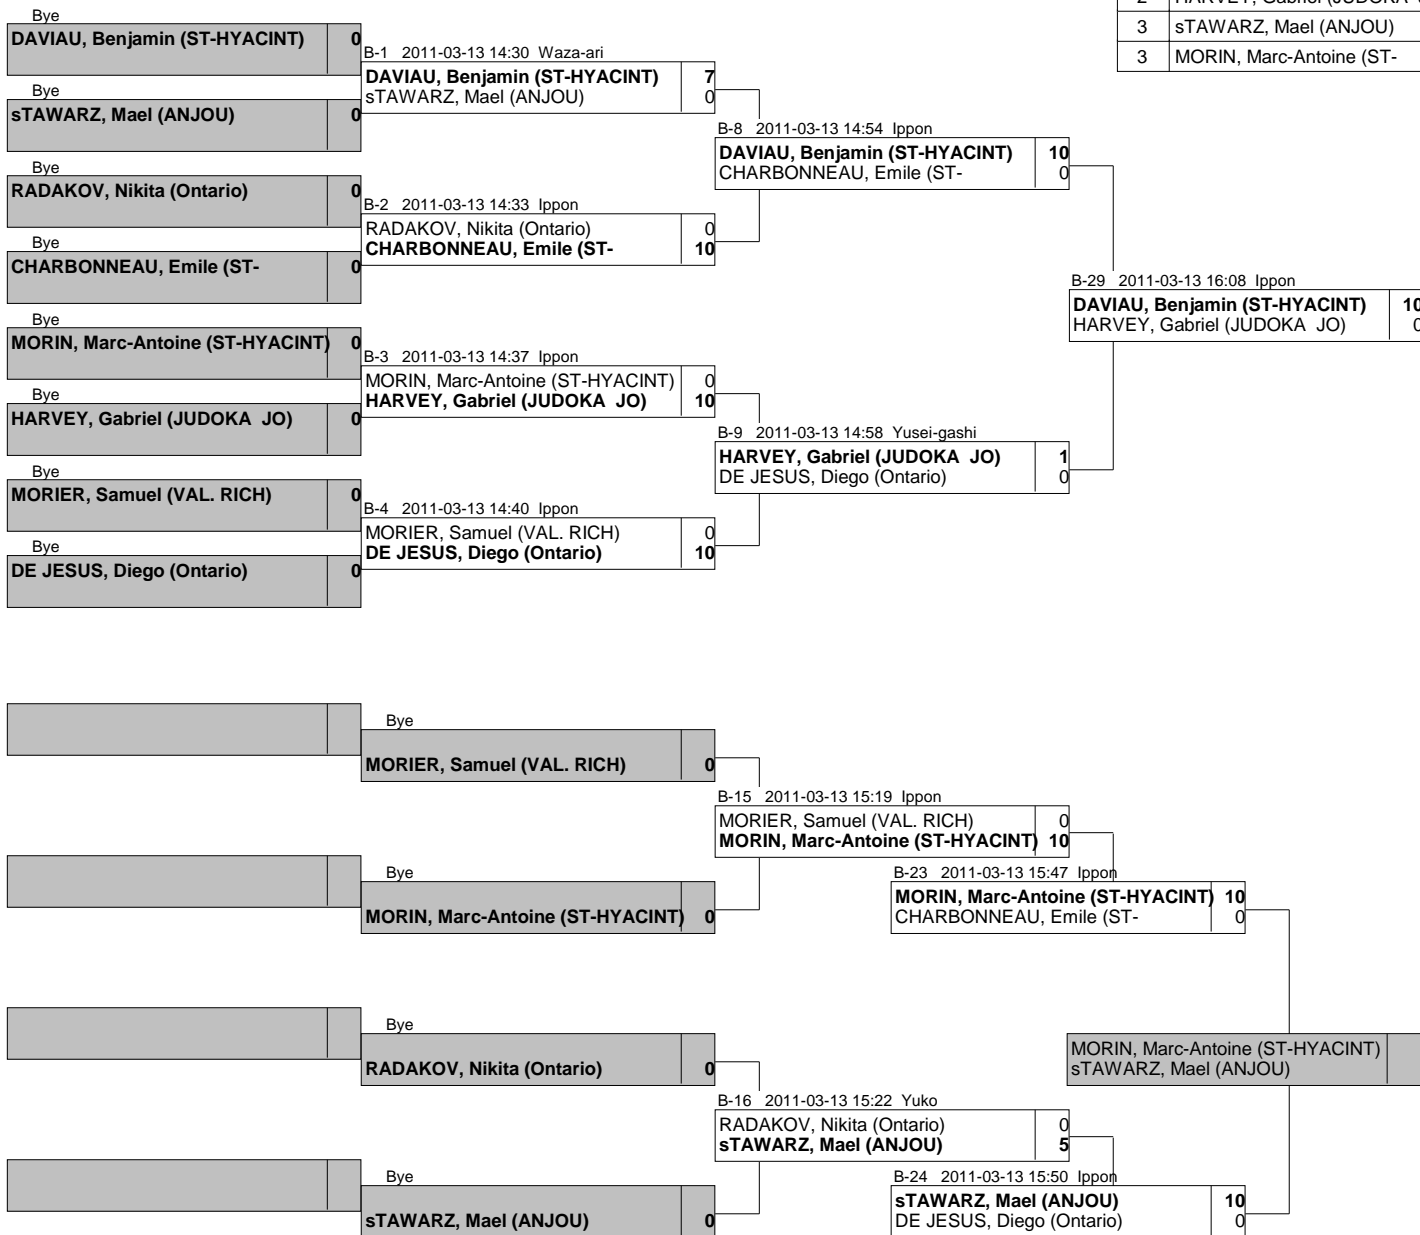 2 HARVEY, Gabriel (JUDOKA
3 sTAWARZ, Mael (ANJOU)
3 MORIN, Marc-Antoine (ST-
Bye
DAVIAU, Benjamin (ST-HYACINT) 0
B-1 2011-03-13 14:30 Waza-ari
DAVIAU, Benjamin (ST-HYACINT) 7
sTAWARZ, Mael (ANJOU) 0
Bye
sTAWARZ, Mael (ANJOU) 0
B-8 2011-03-13 14:54 Ippon
DAVIAU, Benjamin (ST-HYACINT) 10
CHARBONNEAU, Emile (ST- 0
Bye
RADAKOV, Nikita (Ontario) 0
B-2 2011-03-13 14:33 Ippon
RADAKOV, Nikita (Ontario) 0
CHARBONNEAU, Emile (ST- 10
Bye
CHARBONNEAU, Emile (ST- 0
B-29 2011-03-13 16:08 Ippon
DAVIAU, Benjamin (ST-HYACINT) 10
HARVEY, Gabriel (JUDOKA JO) 0
Bye
MORIN, Marc-Antoine (ST-HYACINT) 0
B-3 2011-03-13 14:37 Ippon
MORIN, Marc-Antoine (ST-HYACINT) 0
HARVEY, Gabriel (JUDOKA JO) 10
Bye
HARVEY, Gabriel (JUDOKA JO) 0
B-9 2011-03-13 14:58 Yusei-gashi
HARVEY, Gabriel (JUDOKA JO) 1
DE JESUS, Diego (Ontario) 0
Bye
MORIER, Samuel (VAL. RICH) 0
B-4 2011-03-13 14:40 Ippon
MORIER, Samuel (VAL. RICH) 0
DE JESUS, Diego (Ontario) 10
Bye
DE JESUS, Diego (Ontario) 0
Bye
MORIER, Samuel (VAL. RICH) 0
B-15 2011-03-13 15:19 Ippon
MORIER, Samuel (VAL. RICH) 0
MORIN, Marc-Antoine (ST-HYACINT) 10
Bye
MORIN, Marc-Antoine (ST-HYACINT) 0
B-23 2011-03-13 15:47 Ippon
MORIN, Marc-Antoine (ST-HYACINT) 10
CHARBONNEAU, Emile (ST- 0
Bye
RADAKOV, Nikita (Ontario) 0
MORIN, Marc-Antoine (ST-HYACINT)
sTAWARZ, Mael (ANJOU)
B-16 2011-03-13 15:22 Yuko
RADAKOV, Nikita (Ontario) 0
sTAWARZ, Mael (ANJOU) 5
Bye
sTAWARZ, Mael (ANJOU) 0
B-24 2011-03-13 15:50 Ippon
sTAWARZ, Mael (ANJOU) 10
DE JESUS, Diego (Ontario) 0